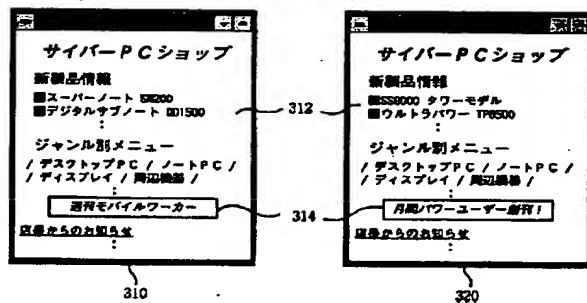 サイバーPCショップ
新製品情報
■スーパーノート SN200
■デジタルサブノート DD1500
ジャンル別メニュー
/ デスクトップPC / ノートPC /
/ ディスプレイ / 周辺機器 /
週刊モバイルワーカー
店長からのお知らせ
310
312
314
サイバーPCショップ
新製品情報
■SS8000 タワーモデル
■ウルトラパワー TP8500
ジャンル別メニュー
/ デスクトップPC / ノートPC /
/ ディスプレイ / 周辺機器 /
月間パワーユーザー創刊!
店長からのお知らせ
320